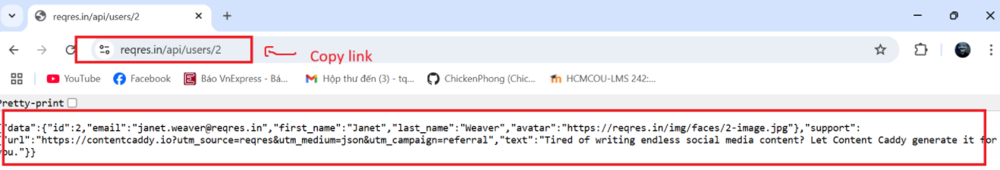 reqres.in/api/users/2
reqres.in/api/users/2
Copy link
YouTube Facebook Báo VnExpress - Bá... Hộp thư đến (3) - tq... ChickenPhong (Chic... HCMCOU-LMS 242:...
Pretty-print
{"data":{"id":2,"email":"janet.weaver@reqres.in","first_name":"Janet","last_name":"Weaver","avatar":"https://reqres.in/img/faces/2-image.jpg"},"support":
{"url":"https://contentcaddy.io?utm_source=reqres&utm_medium=json&utm_campaign=referral","text":"Tired of writing endless social media content? Let Content Caddy generate it for
you."}}